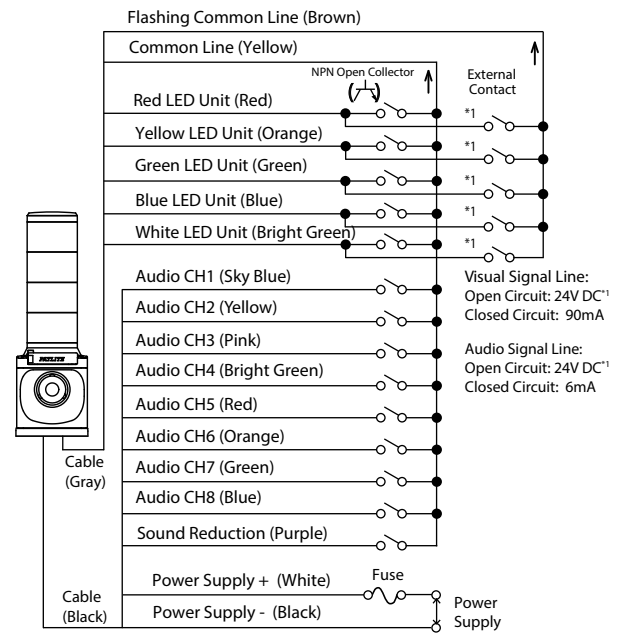 Flashing Common Line (Brown)
Common Line (Yellow)
NPN Open Collector
External
Contact
Red LED Unit (Red)
*1
Yellow LED Unit (Orange)
*1
Green LED Unit (Green)
*1
Blue LED Unit (Blue)
*1
White LED Unit (Bright Green)
*1
Audio CH1 (Sky Blue)
Audio CH2 (Yellow)
Audio CH3 (Pink)
Audio CH4 (Bright Green)
Audio CH5 (Red)
Audio CH6 (Orange)
Audio CH7 (Green)
Audio CH8 (Blue)
Sound Reduction (Purple)
Visual Signal Line:
Open Circuit: 24V DC*1
Closed Circuit: 90mA
Audio Signal Line:
Open Circuit: 24V DC*1
Closed Circuit: 6mA
PATLITE
Cable
(Gray)
Cable
(Black)
Power Supply + (White)
Fuse
Power Supply - (Black)
Power
Supply